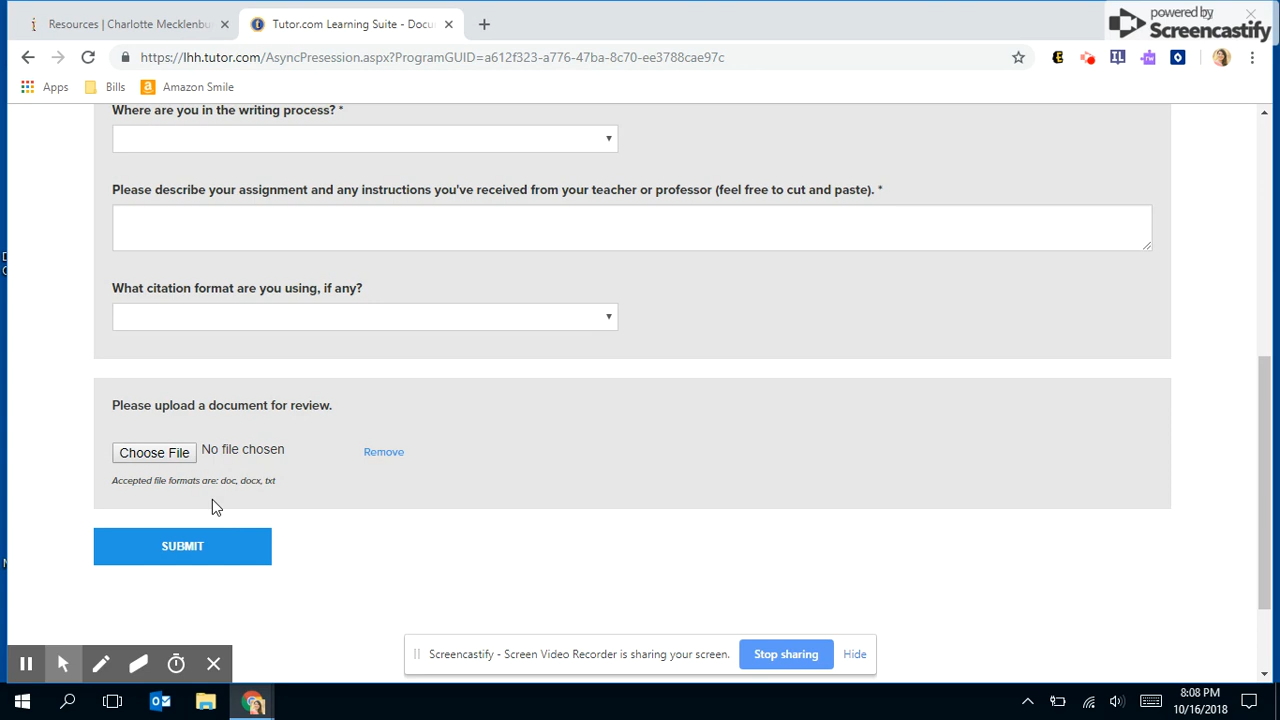 powered by
Screencastify
Resources | Charlotte Mecklenbu
Tutor.com Learning Suite - Docu
https://lhh.tutor.com/AsyncPresession.aspx?ProgramGUID=a612f323-a776-47ba-8c70-ee3788cae97c
Apps
Bills
Amazon Smile
Where are you in the writing process? *
Please describe your assignment and any instructions you've received from your teacher or professor (feel free to cut and paste). *
What citation format are you using, if any?
Please upload a document for review.
Choose File No file chosen Remove
Accepted file formats are: doc, docx, txt
SUBMIT
Screencastify - Screen Video Recorder is sharing your screen. Stop sharing Hide
8:08 PM
10/16/2018